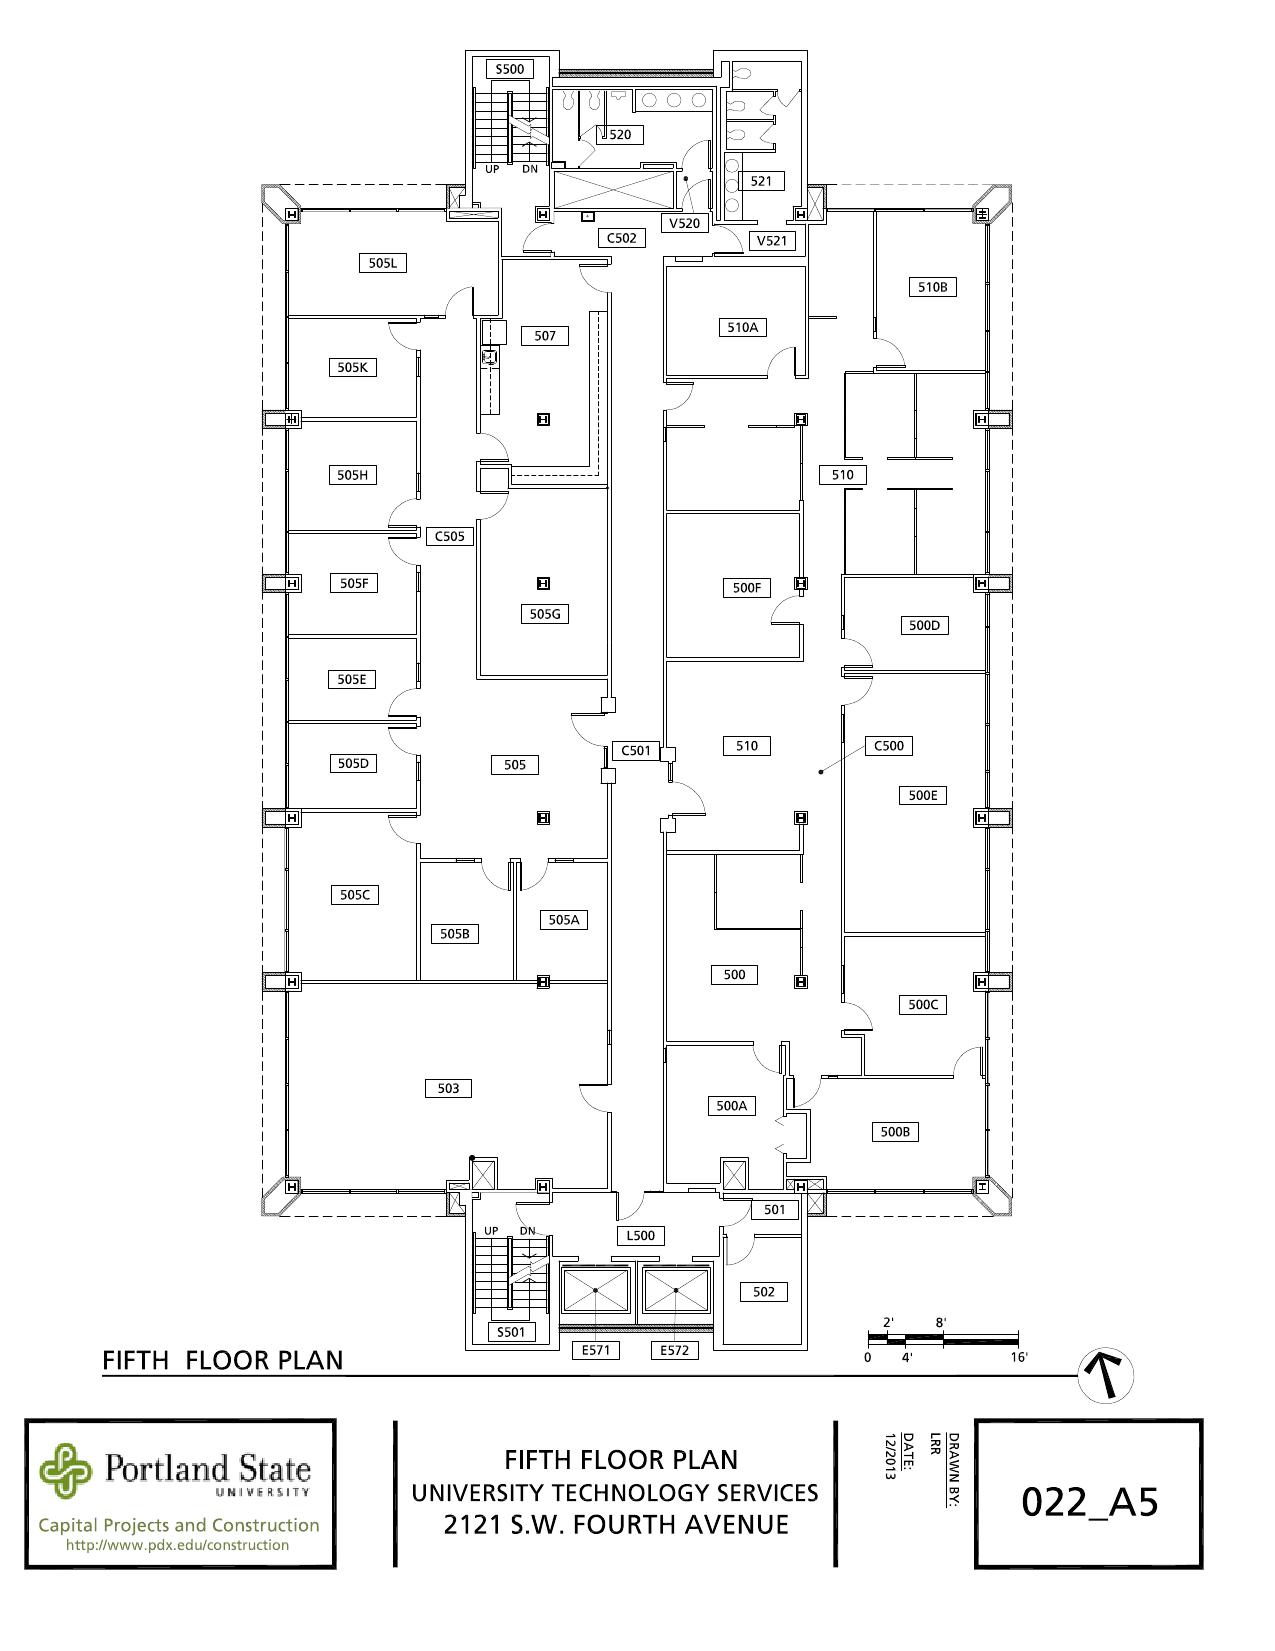 S500
520
UP DN
521
V520
C502
V521
505L
510B
510A
507
505K
505H
510
C505
505F
500F
505G
500D
505E
C501
510
C500
505D
505
500E
505C
505A
505B
500
500C
503
500A
500B
501
UP DN
L500
502
S501
E571
E572
2' 8'
0 4' 16'
FIFTH FLOOR PLAN
Portland State
UNIVERSITY
Capital Projects and Construction
http://www.pdx.edu/construction
FIFTH FLOOR PLAN
UNIVERSITY TECHNOLOGY SERVICES
2121 S.W. FOURTH AVENUE
DRAWN BY:
LRR
DATE:
12/2013
022_A5